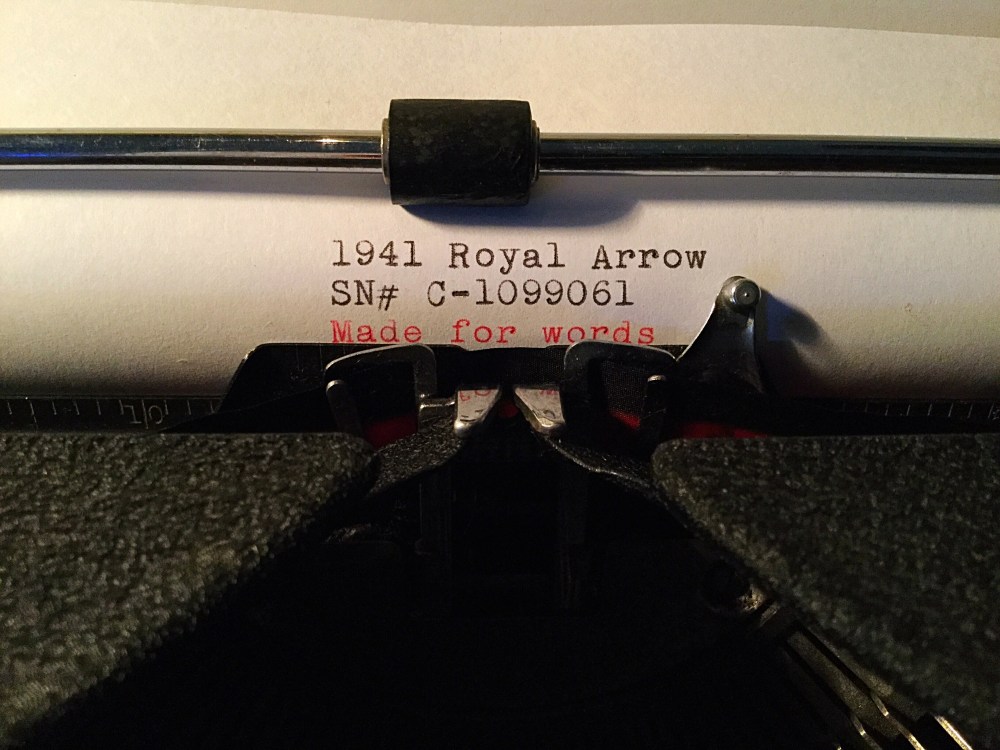 1941 Royal Arrow
SN# C-1099061
Made for words